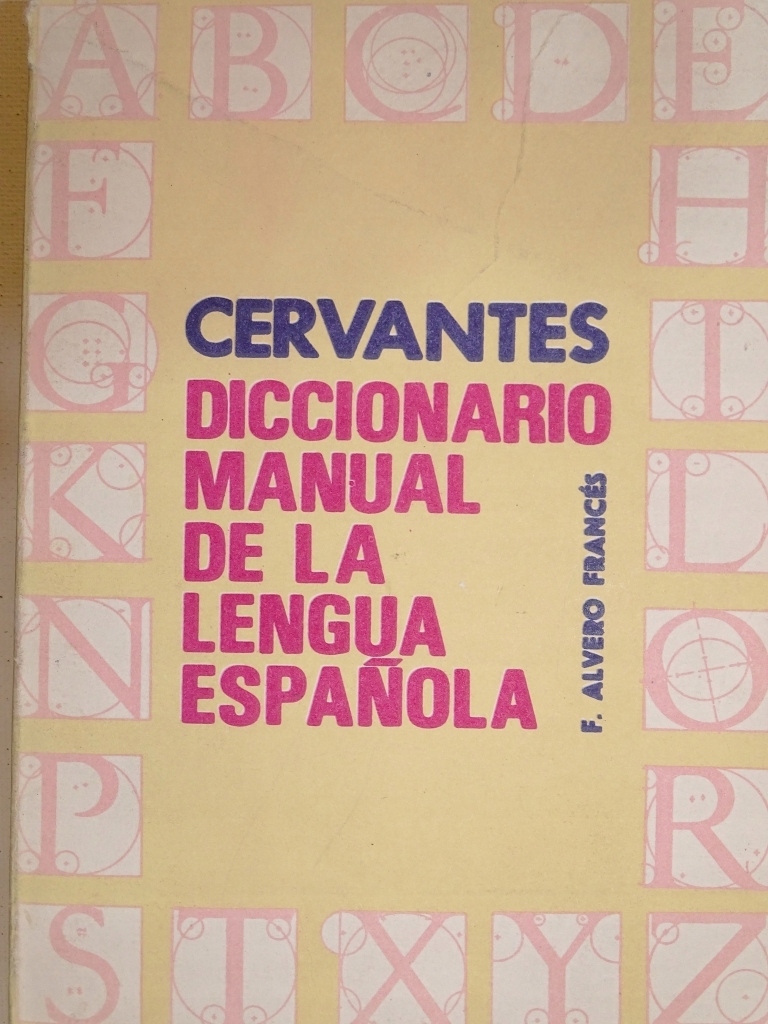 A B C D E
F H
G I
K L
N O
P R
S T X Y Z
CERVANTES
DICCIONARIO
MANUAL
DE LA
LENGUA
ESPAÑOLA
F. ALVERO FRANCÉS